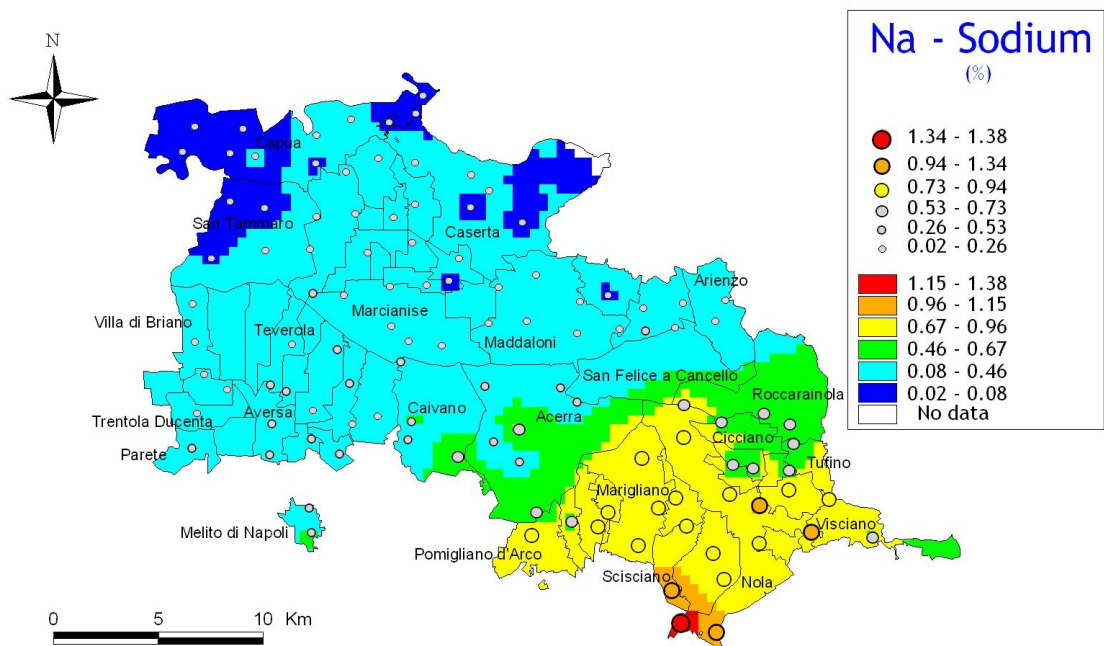 Na - Sodium
(%)
N
1.34 - 1.38
0.94 - 1.34
0.73 - 0.94
0.53 - 0.73
0.26 - 0.53
0.02 - 0.26
1.15 - 1.38
0.96 - 1.15
0.67 - 0.96
0.46 - 0.67
0.08 - 0.46
0.02 - 0.08
No data
Capua
San Tammaro
Caserta
Arienzo
Villa di Briano
Marcianise
Teverola
Maddaloni
San Felice a Cancello
Roccarainola
Trentola Ducenta
Aversa
Caivano
Acerra
Cicciano
Parete
Tufino
Marigliano
Melito di Napoli
Visciano
Pomigliano d'Arco
Scisciano
Nola
0 5 10 Km